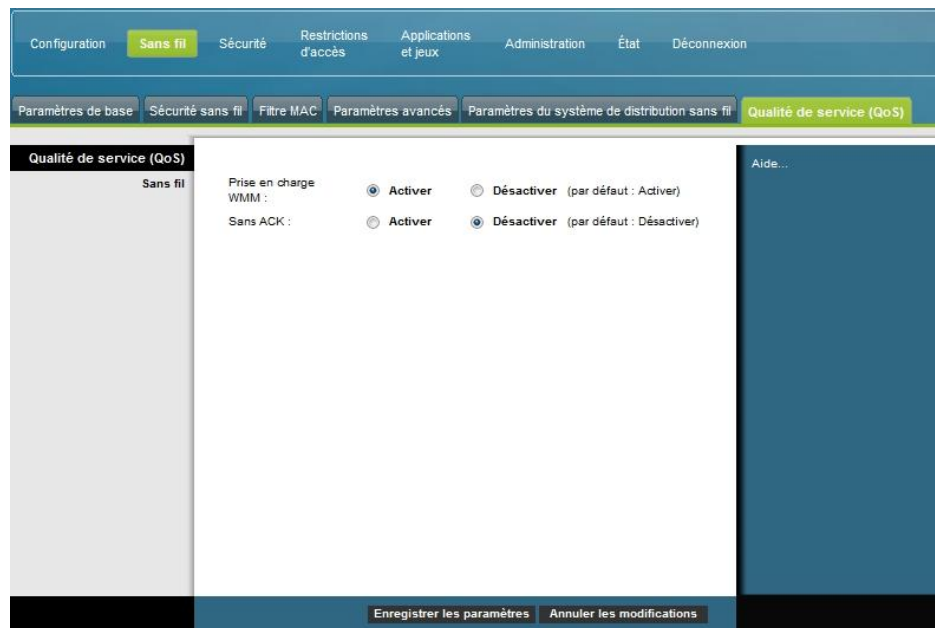 Configuration Sans fil Sécurité Restrictions d'accès Applications et jeux Administration État Déconnexion
Paramètres de base Sécurité sans fil Filtre MAC Paramètres avancés Paramètres du système de distribution sans fil Qualité de service (QoS)
Qualité de service (QoS)
Aide...
Sans fil
Prise en charge WMM : Activer Désactiver (par défaut : Activer)
Sans ACK : Activer Désactiver (par défaut : Désactiver)
Enregistrer les paramètres Annuler les modifications